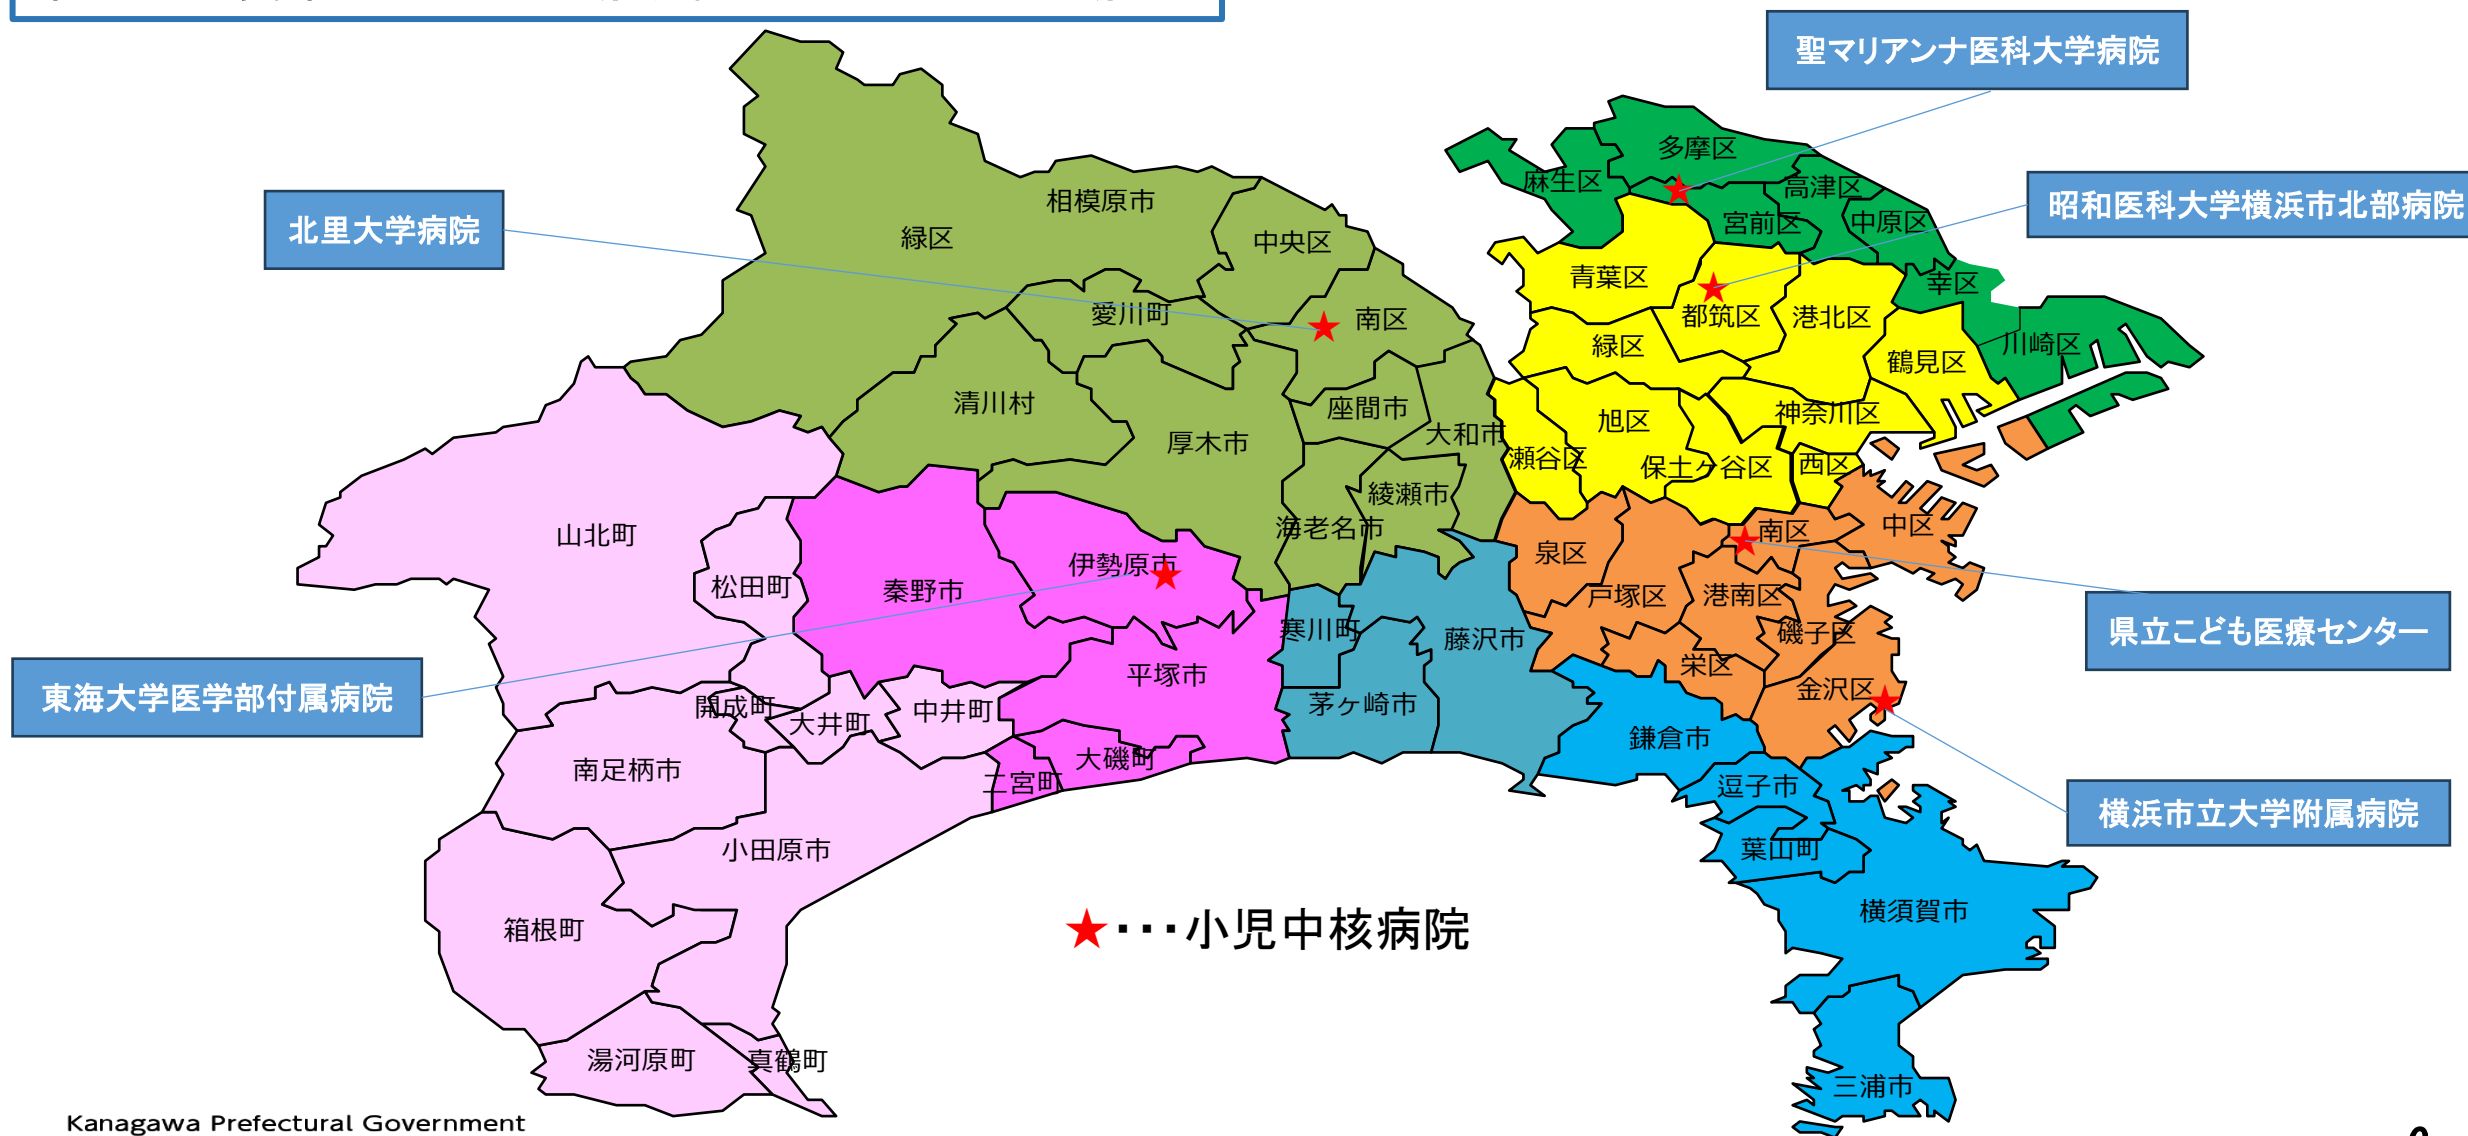 聖マリアンナ医科大学病院
多摩区
麻生区
高津区
相模原市
北里大学病院
昭和医科大学横浜市北部病院
宮前区
中原区
緑区
中央区
青葉区
幸区
愛川町
南区
都筑区
港北区
緑区
川崎区
鶴見区
清川村
座間市
旭区
神奈川区
厚木市
大和市
瀬谷区
保土ヶ谷区
西区
綾瀬市
山北町
海老名市
南区
中区
泉区
伊勢原市
松田町
秦野市
戸塚区
港南区
寒川町
藤沢市
磯子区
県立こども医療センター
栄区
平塚市
金沢区
東海大学医学部付属病院
開成町
中井町
茅ヶ崎市
大井町
鎌倉市
大磯町
南足柄市
二宮町
逗子市
横浜市立大学附属病院
小田原市
葉山町
箱根町
横須賀市
★･･･小児中核病院
湯河原町
真鶴町
三浦市
Kanagawa Prefectural Government